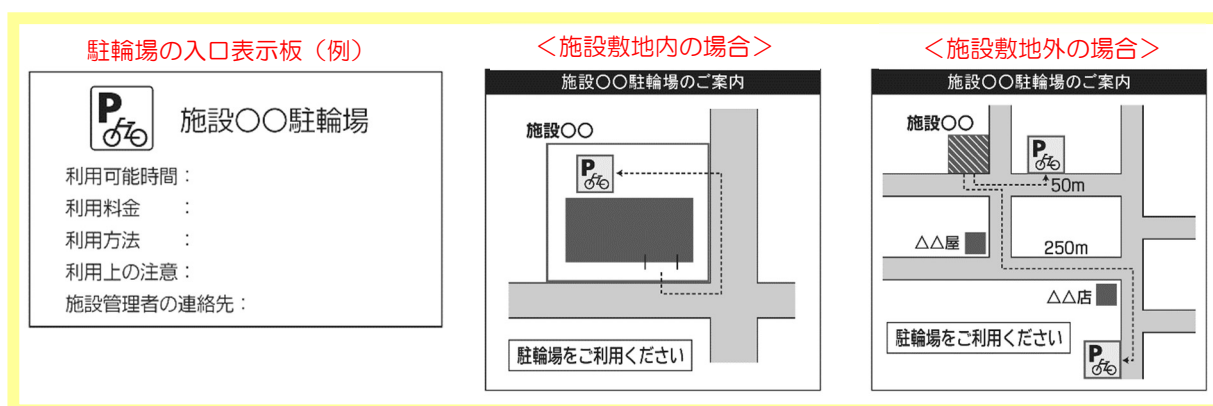 駐輪場の入口表示板（例）
P
施設〇〇駐輪場
利用可能時間：
利用料金　　：
利用方法　　：
利用上の注意：
施設管理者の連絡先：
＜施設敷地内の場合＞
施設〇〇駐輪場のご案内
施設〇〇
P
駐輪場をご利用ください
＜施設敷地外の場合＞
施設〇〇駐輪場のご案内
施設〇〇
P
50m
△△屋
250m
△△店
駐輪場をご利用ください
P